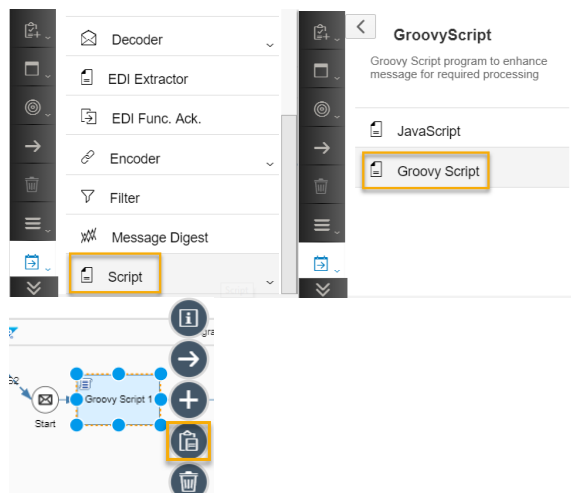 Decoder
EDI Extractor
EDI Func. Ack.
Encoder
Filter
Message Digest
Script
GroovyScript
Groovy Script program to enhance
message for required processing
JavaScript
Groovy Script
Groovy Script 1
Start